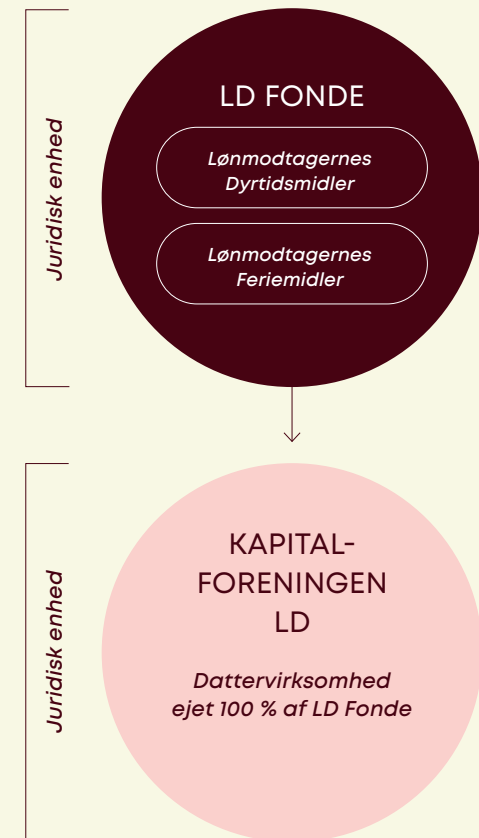 Juridisk enhed
LD FONDE
Lønmodtagernes
Dyrtidsmidler
Lønmodtagernes
Feriemidler
Juridisk enhed
KAPITAL-
FORENINGEN
LD
Dattervirksomhed
ejet 100 % af LD Fonde